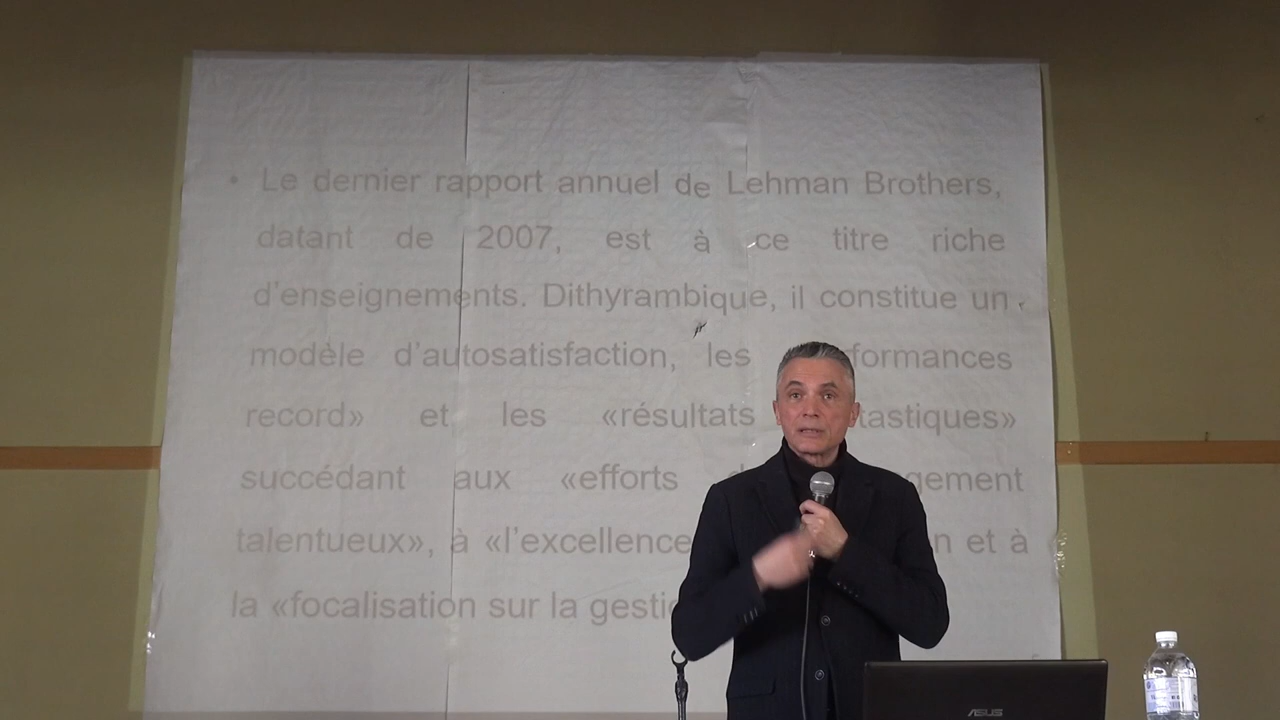 • Le dernier rapport annuel de Lehman Brothers,
datant de 2007, est à ce titre riche
d'enseignements. Dithyrambique, il constitue un
modèle d'autosatisfaction, les formances
record» et les «résultats tastiques»
succédant aux «efforts gement
talentueux», à «l'excellence n et à
la «focalisation sur la gesti
ASUS